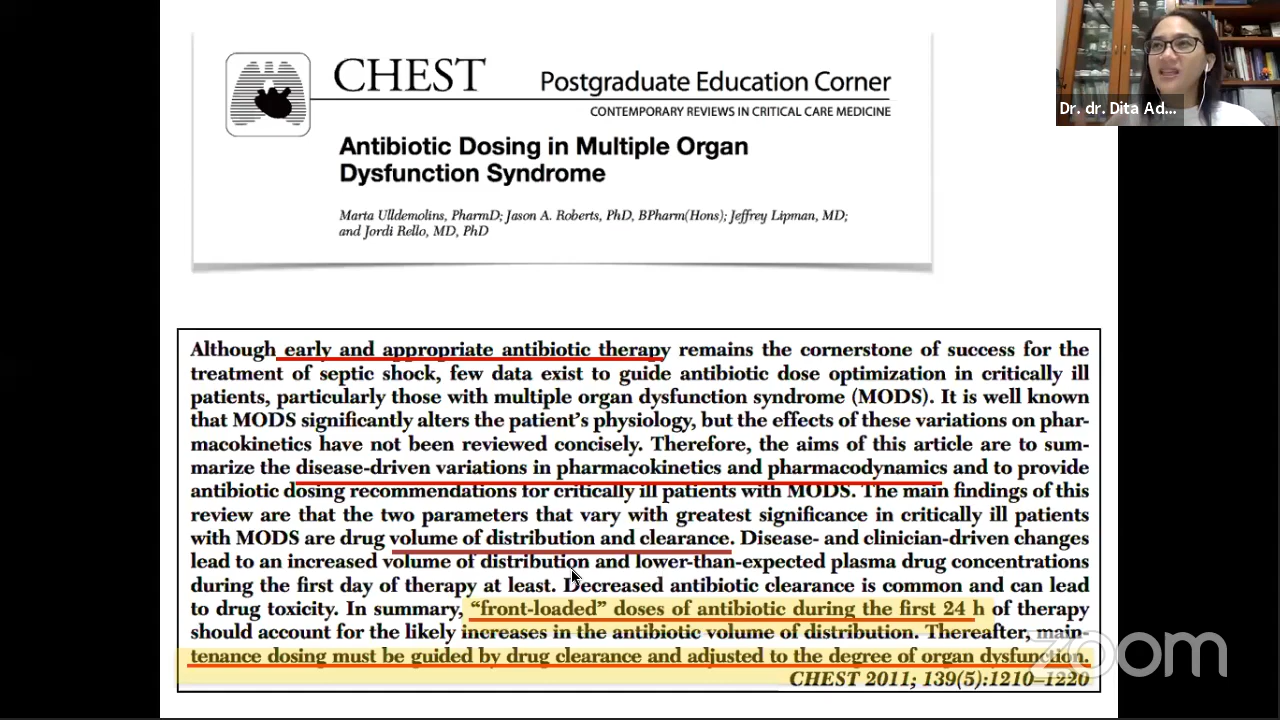 CHEST
Postgraduate Education Corner
CONTEMPORARY REVIEWS IN CRITICAL CARE MEDICINE
Antibiotic Dosing in Multiple Organ
Dysfunction Syndrome
Marta Ulldemolins, PharmD; Jason A. Roberts, PhD, BPharm(Hons); Jeffrey Lipman, MD;
and Jordi Rello, MD, PhD
Dr. dr. Dita Ad...
Although early and appropriate antibiotic therapy remains the cornerstone of success for the
treatment of septic shock, few data exist to guide antibiotic dose optimization in critically ill
patients, particularly those with multiple organ dysfunction syndrome (MODS). It is well known
that MODS significantly alters the patient's physiology, but the effects of these variations on phar-
macokinetics have not been reviewed concisely. Therefore, the aims of this article are to sum-
marize the disease-driven variations in pharmacokinetics and pharmacodynamics and to provide
antibiotic dosing recommendations for critically ill patients with MODS. The main findings of this
review are that the two parameters that vary with greatest significance in critically ill patients
with MODS are drug volume of distribution and clearance. Disease- and clinician-driven changes
lead to an increased volume of distribution and lower-than-expected plasma drug concentrations
during the first day of therapy at least. Decreased antibiotic clearance is common and can lead
to drug toxicity. In summary, “front-loaded” doses of antibiotic during the first 24 h of therapy
should account for the likely increases in the antibiotic volume of distribution. Thereafter, main-
tenance dosing must be guided by drug clearance and adjusted to the degree of organ dysfunction.
CHEST 2011; 139(5):1210–1220
zoom